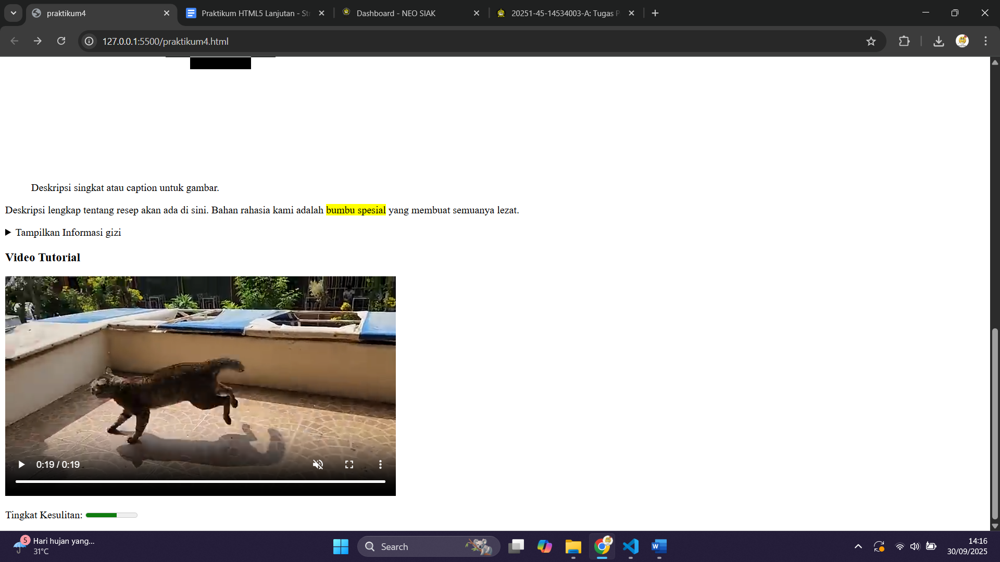 praktikum4
Praktikum HTML5 Lanjutan - Str
Dashboard - NEO SIAK
20251-45-14534003-A: Tugas P
127.0.0.1:5500/praktikum4.html
Deskripsi singkat atau caption untuk gambar.
Deskripsi lengkap tentang resep akan ada di sini. Bahan rahasia kami adalah bumbu spesial yang membuat semuanya lezat.
Tampilkan Informasi gizi
Video Tutorial
0:19 / 0:19
Tingkat Kesulitan:
5
Hari hujan yang...
31°C
Search
W
14:16
30/09/2025